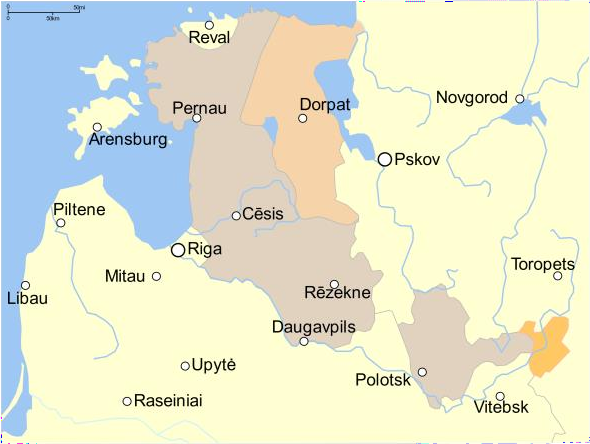 0 50mi
0 50km
Reval
Novgorod
Pernau
Dorpat
Arensburg
Pskov
Piltene
Cēsis
Riga
Toropets
Mitau
Libau
Rēzekne
Daugavpils
Upytė
Polotsk
Raseiniai
Vitebsk